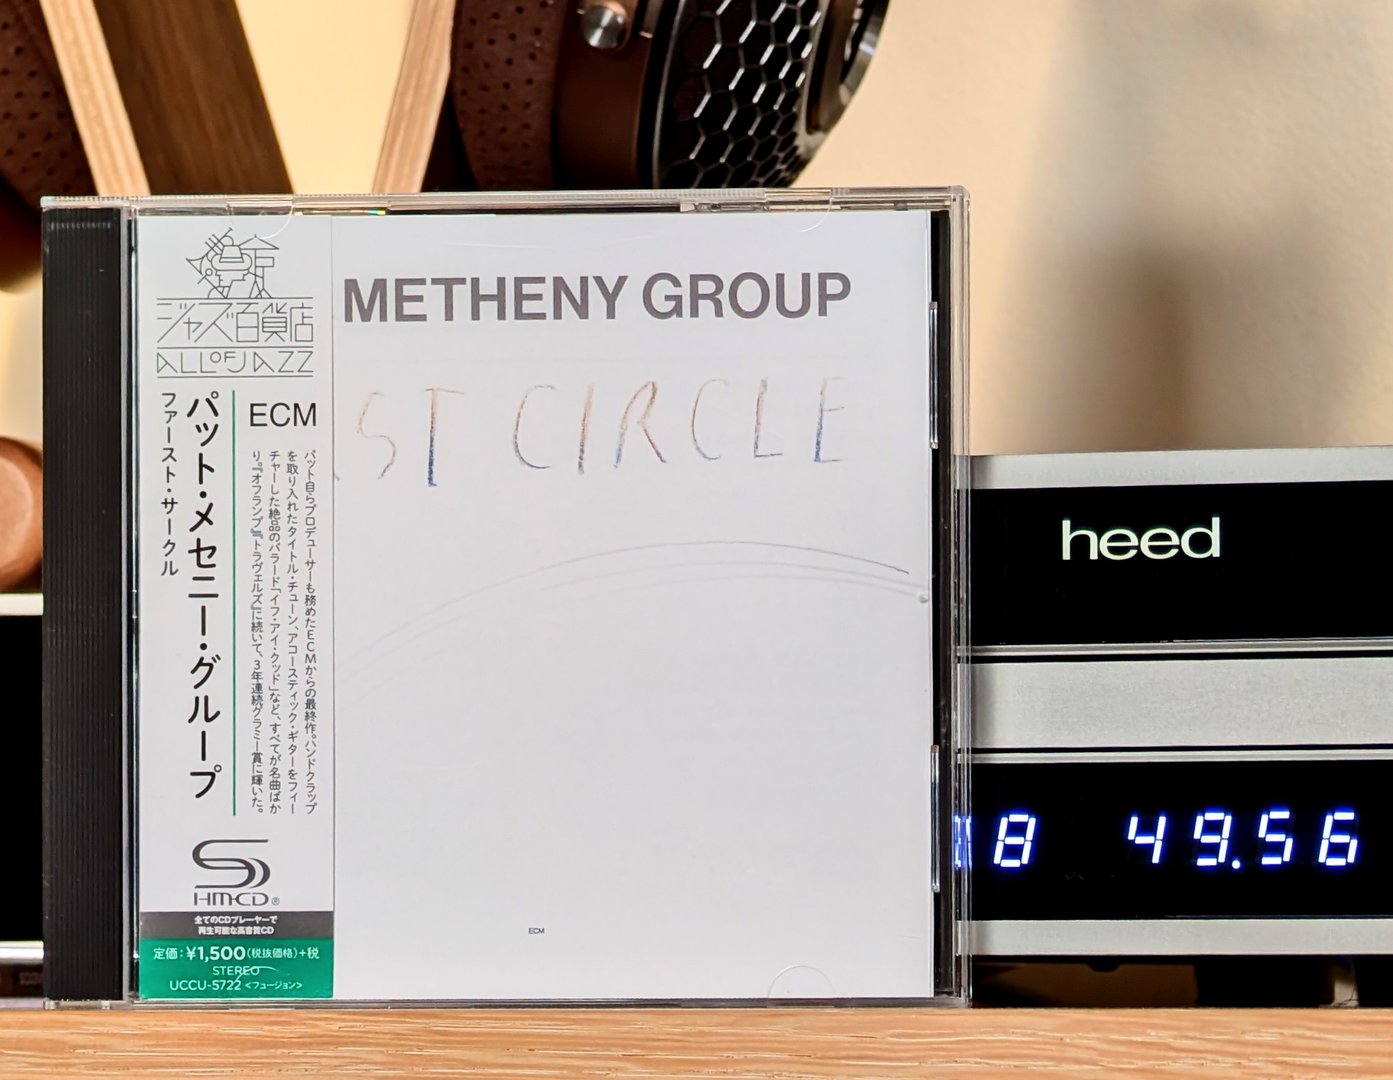 ジャズ百貨店
ALL OF JAZZ
ECM
パット・メセニー・グループ
ファースト・サークル
パット自らプロデューサーも務めたECMからの最終作。ハンドクラップ
を取り入れたタイトル・チューン、アコースティック・ギターをフィー
チャーした絶品のバラード「イフ・アイ・クッド」など、すべてが名曲ばか
り。『オフランプ』『トラヴェルズ』に続いて、3年連続グラミー賞に輝いた。
SHM-CD®
全てのCDプレーヤーで
再生可能な高音質CD
定価:¥1,500(税抜価格)+税
STEREO
UCCU-5722 <フュージョン>
METHENY GROUP
ST CIRCLE
ECM
heed
8 49.56